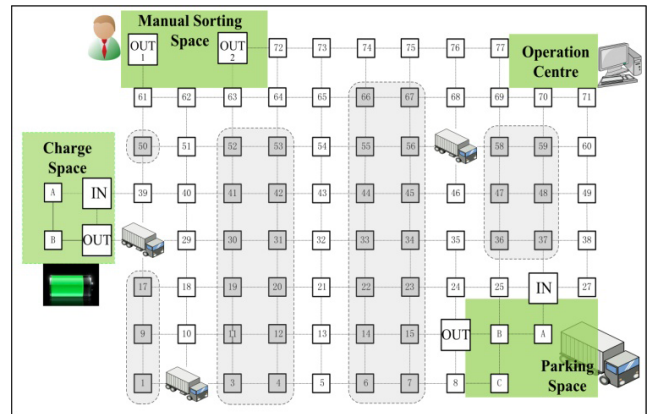 Manual Sorting
Space
OUT
1
OUT
2
72 73 74 75 76 77
Operation
Centre
61 62 63 64 65 66 67 68 69 70 71
50 51 52 53 54 55 56 58 59 60
Charge
Space
A IN 39 40 41 42 43 44 45 46 47 48 49
B OUT 29 30 31 32 33 34 35 36 37 38
17 18 19 20 21 22 23 24 25 IN 27
9 10 11 12 13 14 15 OUT B A
1 3 4 5 6 7 8 C
Parking
Space